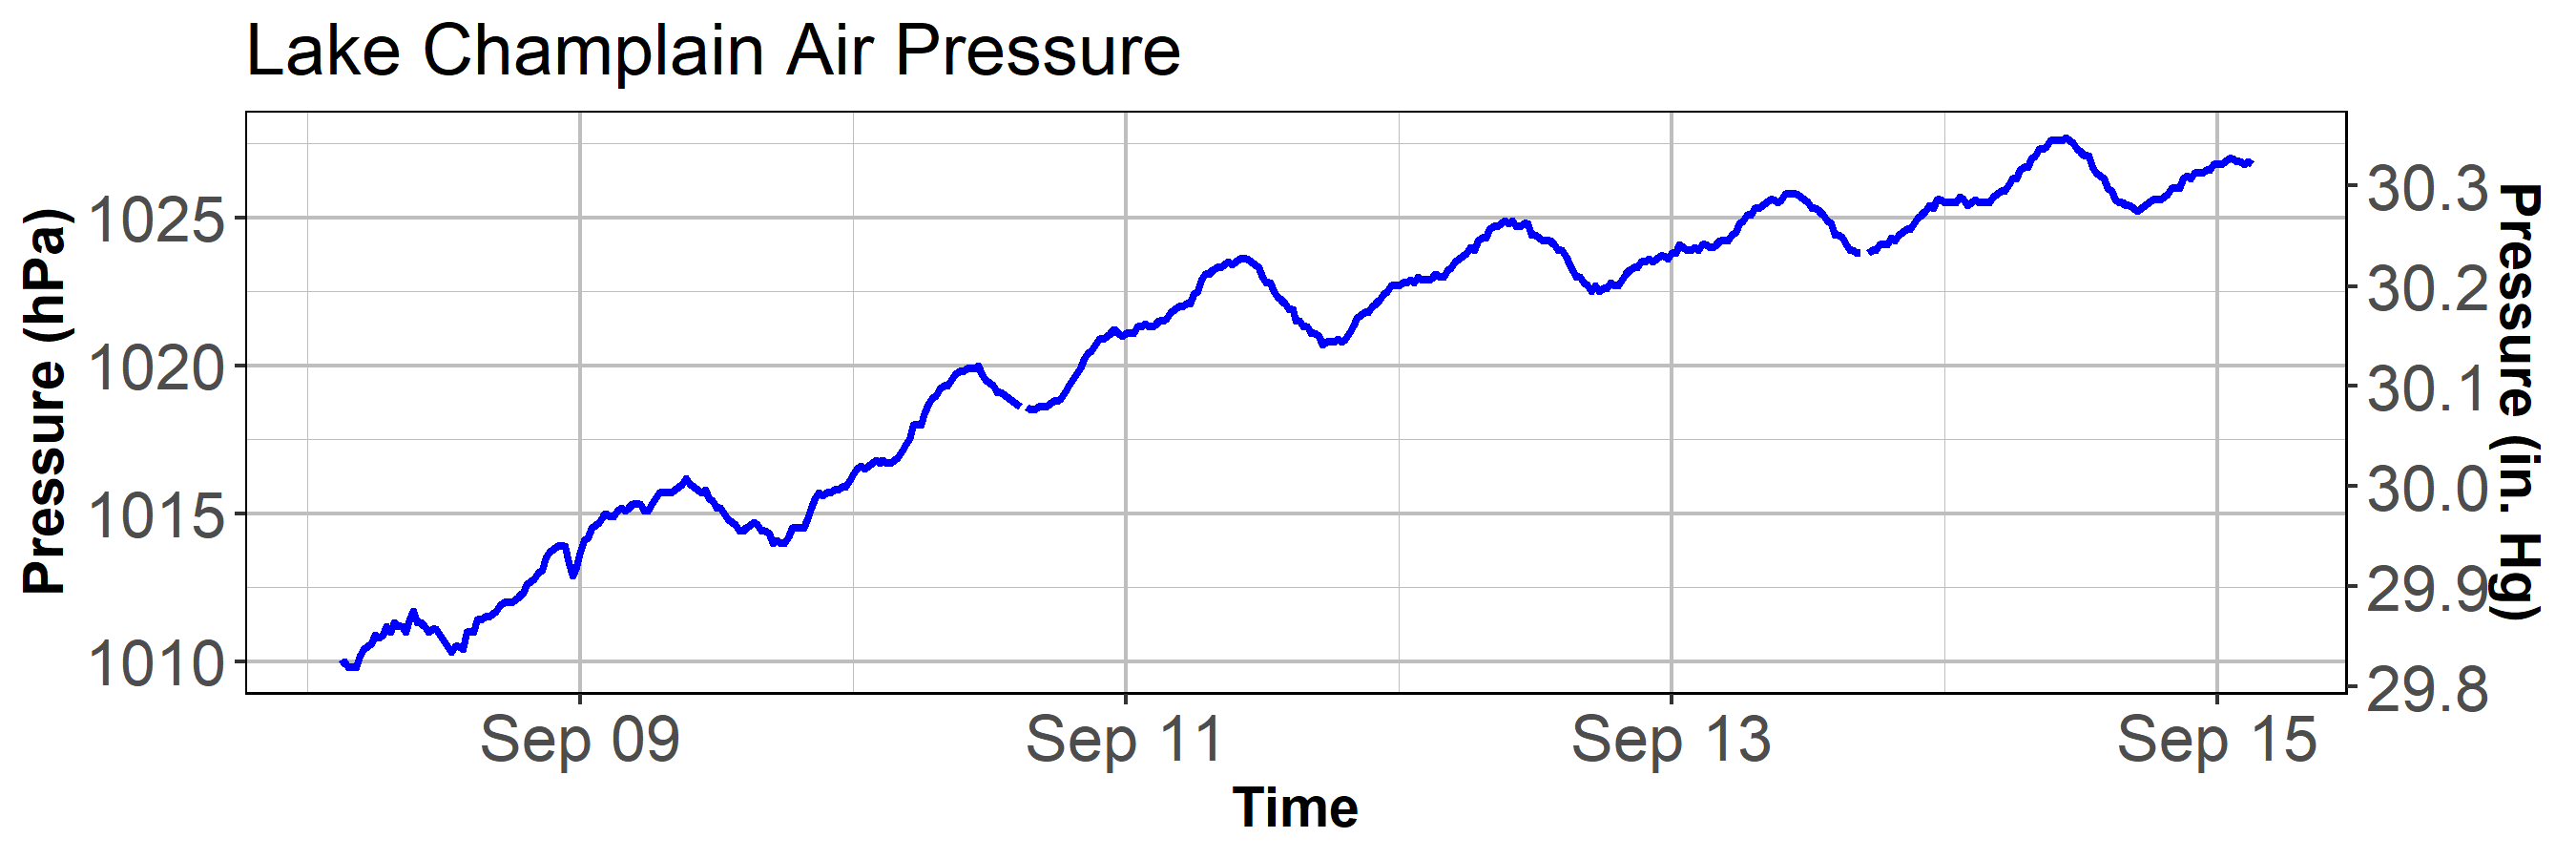 Lake Champlain Air Pressure
Pressure (hPa)
1025
1020
1015
1010
30.3
30.2
30.1
30.0
29.9
29.8
Pressure (in. Hg)
Sep 09
Sep 11
Sep 13
Sep 15
Time